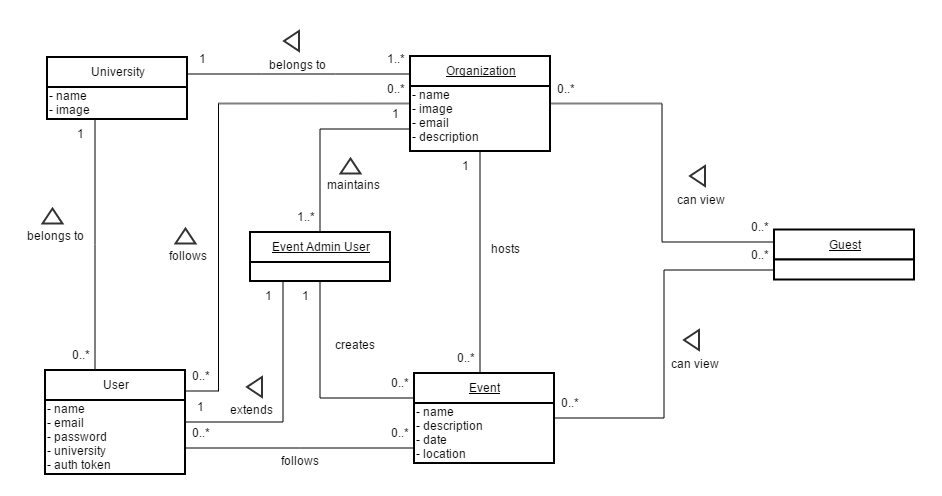 1
belongs to
1..*
University
- name
- image
Organization
- name
- image
- email
- description
0..*
1
0..*
1
1
maintains
can view
belongs to
follows
1..*
Event Admin User
hosts
0..*
Guest
0..*
1
1
creates
can view
0..*
0..*
0..*
User
- name
- email
- password
- university
- auth token
1
extends
0..*
0..*
Event
- name
- description
- date
- location
0..*
0..*
follows